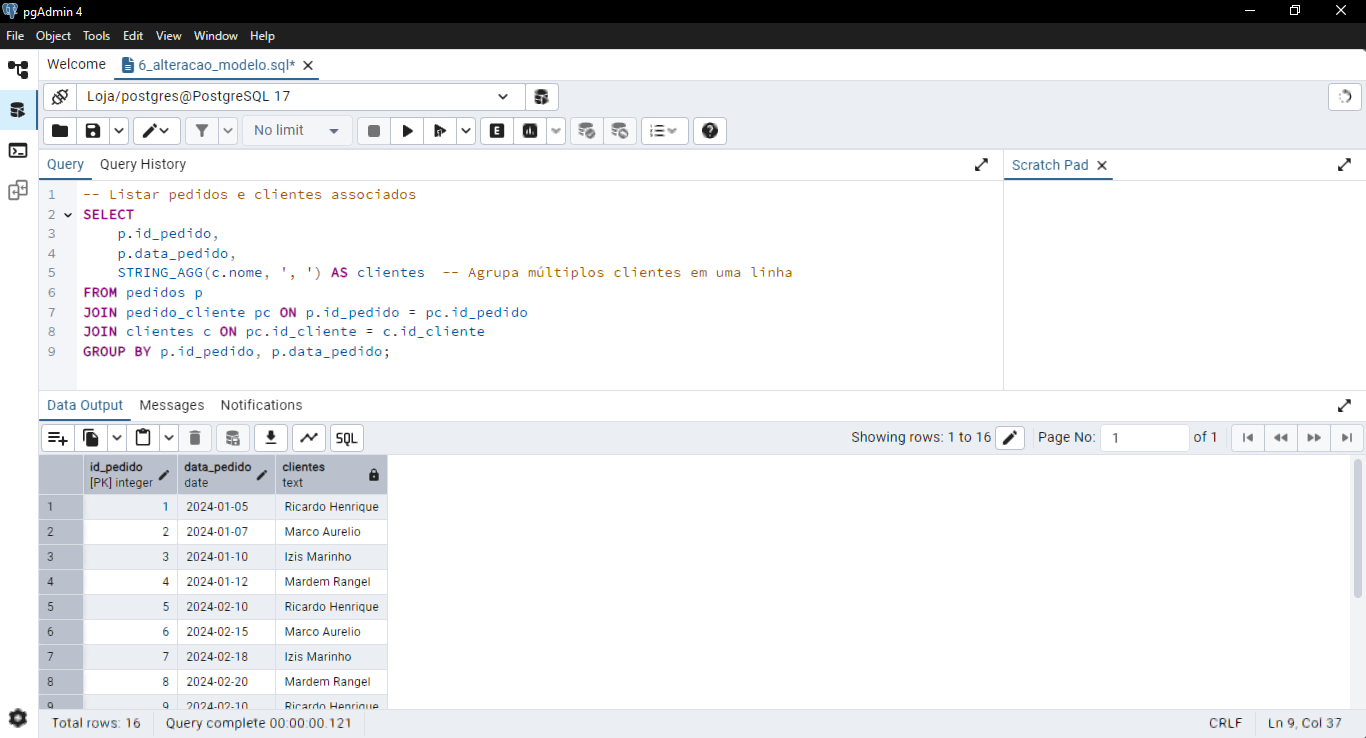 pgAdmin 4
File Object Tools Edit View Window Help
Welcome 6_alteracao_modelo.sql*
Loja/postgres@PostgreSQL 17
No limit
E
Query Query History
Scratch Pad
1 -- Listar pedidos e clientes associados
2 SELECT
3 p.id_pedido,
4 p.data_pedido,
5 STRING_AGG(c.nome, ', ') AS clientes -- Agrupa múltiplos clientes em uma linha
6 FROM pedidos p
7 JOIN pedido_cliente pc ON p.id_pedido = pc.id_pedido
8 JOIN clientes c ON pc.id_cliente = c.id_cliente
9 GROUP BY p.id_pedido, p.data_pedido;
Data Output Messages Notifications
SQL Showing rows: 1 to 16 Page No: 1 of 1
id_pedido data_pedido clientes
[PK] integer date text
1 1 2024-01-05 Ricardo Henrique
2 2 2024-01-07 Marco Aurelio
3 3 2024-01-10 Izis Marinho
4 4 2024-01-12 Mardem Rangel
5 5 2024-02-10 Ricardo Henrique
6 6 2024-02-15 Marco Aurelio
7 7 2024-02-18 Izis Marinho
8 8 2024-02-20 Mardem Rangel
9 9 2024-02-10 Ricardo Henrique
Total rows: 16 Query complete 00:00:00.121 CRLF Ln 9, Col 37